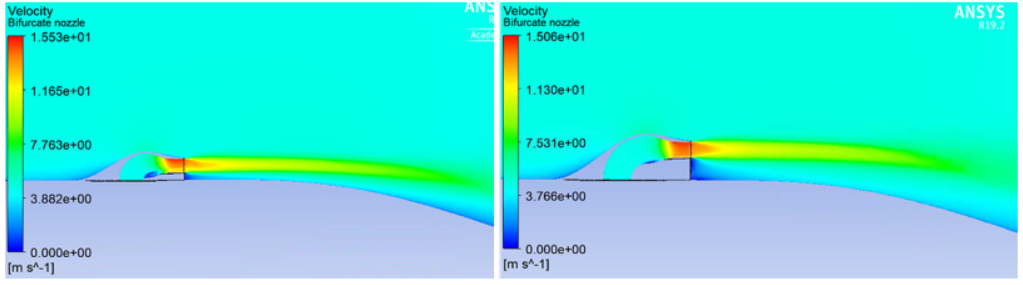 Velocity
Bifurcate nozzle
1.553e+01
1.165e+01
7.763e+00
3.882e+00
0.000e+00
[m s^-1]
ANS
R
Acade
Velocity
Bifurcate nozzle
1.506e+01
1.130e+01
7.531e+00
3.766e+00
0.000e+00
[m s^-1]
ANSYS
R19.2